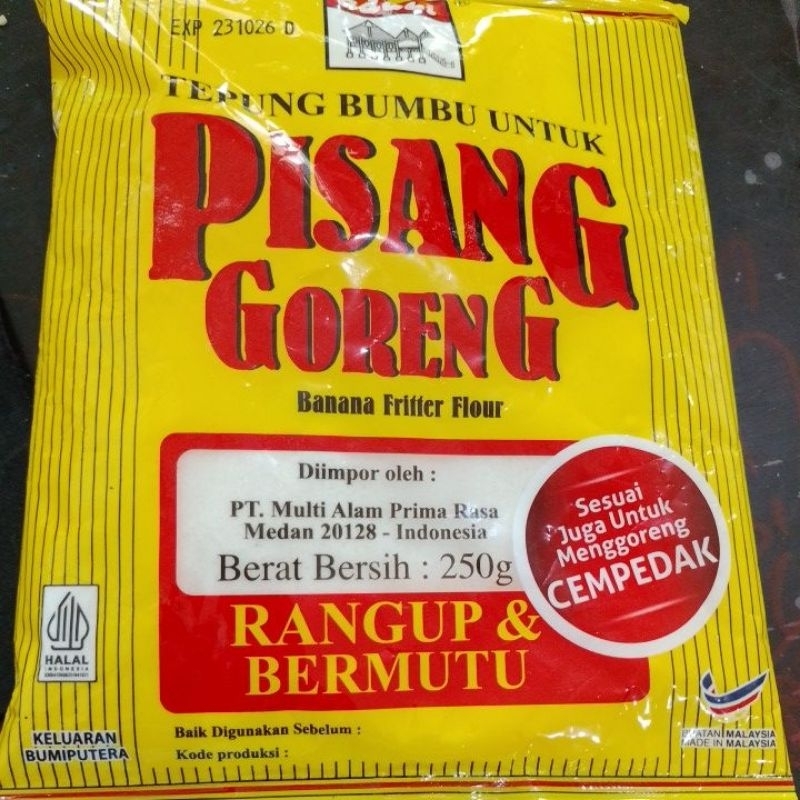 EXP 231026 D
TEPUNG BUMBU UNTUK
PISANG
GORENG
Banana Fritter Flour
Diimpor oleh :
PT. Multi Alam Prima Rasa
Medan 20128 - Indonesia
Berat Bersih : 250g
Sesuai
Juga Untuk
Menggoreng
CEMPEDAK
RANGUP &
BERMUTU
HALAL
INDONESIA
KELUARAN
BUMIPUTERA
Baik Digunakan Sebelum :
Kode produksi :
BUATAN MALAYSIA
MADE IN MALAYSIA